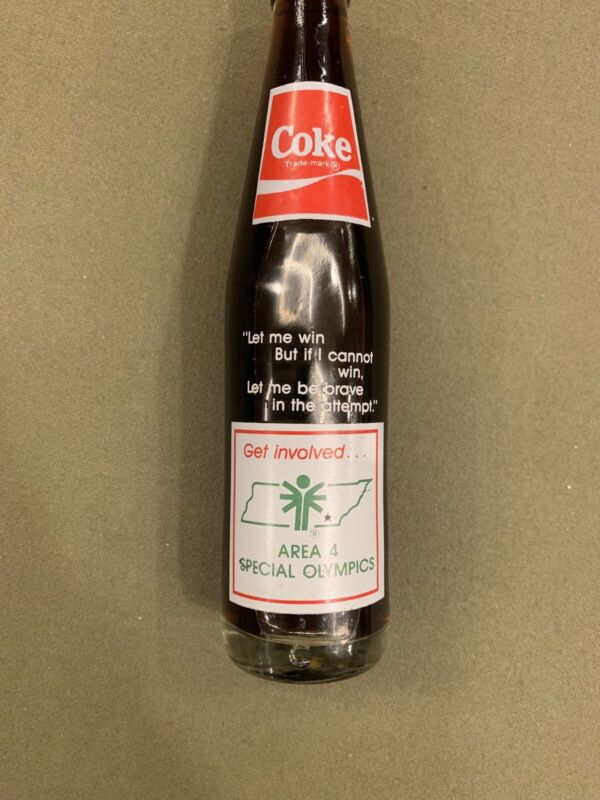 Coke
Trade-mark ®
"Let me win
But if I cannot
win,
Let me be brave
in the attempt."
Get involved...
®
AREA 4
SPECIAL OLYMPICS